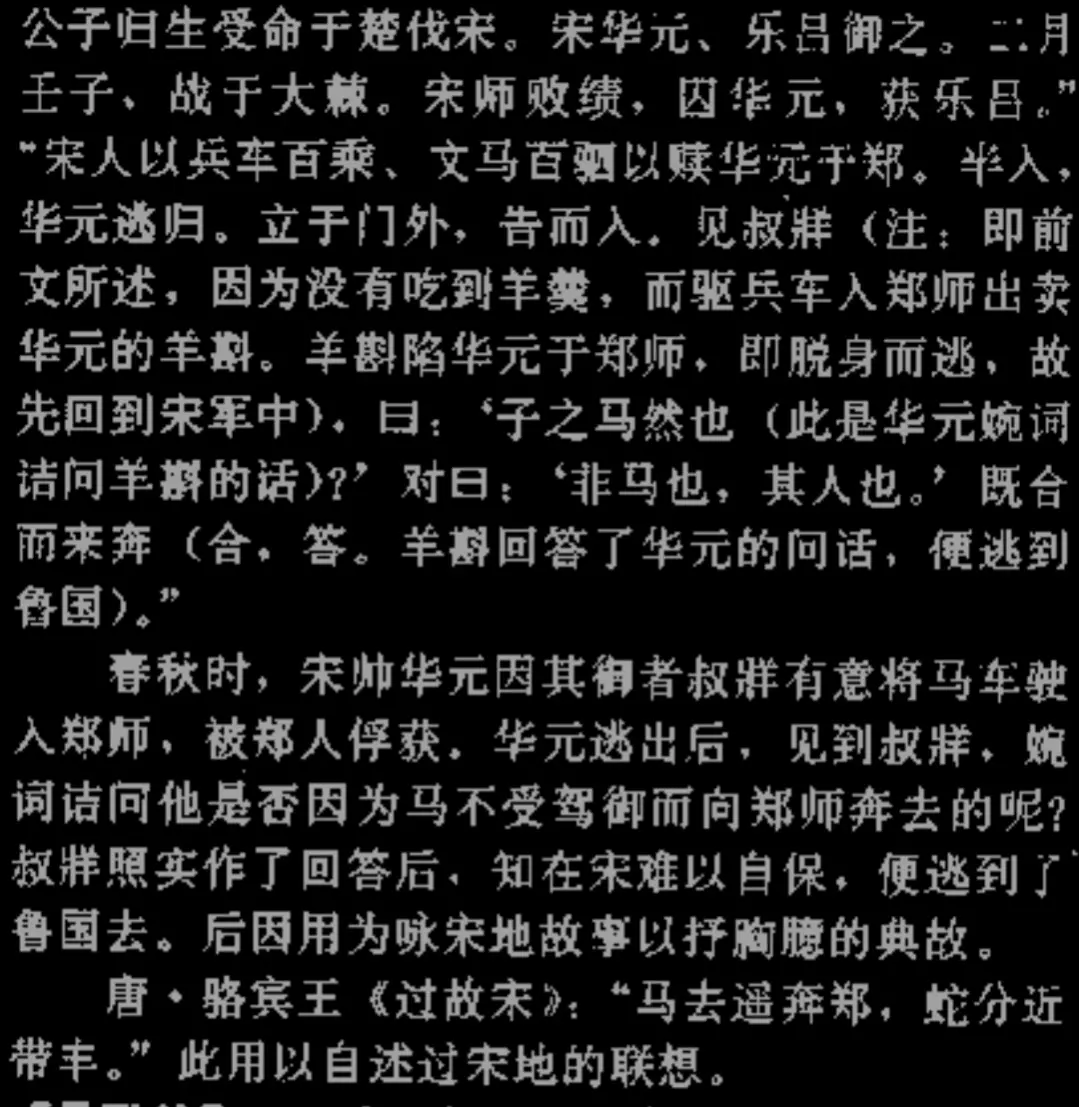 公子归生受命于楚伐宋。宋华元、乐吕御之。二月
壬子、战于大棘。宋师败绩，囚华元，获乐吕。”
“宋人以兵车百乘、文马百驷以赎华元于郑。半入，
华元逃归。立于门外，告而入。见叔牂（注：即前
文所述，因为没有吃到羊羹，而驱兵车入郑师出卖
华元的羊斟。羊斟陷华元于郑师，即脱身而逃，故
先回到宋军中）。曰：‘子之马然也（此是华元婉词
诘问羊斟的话）?’对曰：‘非马也，其人也。’既合
而来奔（合，答。羊斟回答了华元的问话，便逃到
鲁国）。”
春秋时，宋帅华元因其御者叔牂有意将马车驶
入郑师，被郑人俘获。华元逃出后，见到叔牂，婉
词诘问他是否因为马不受驾御而向郑师奔去的呢?
叔牂照实作了回答后，知在宋难以自保，便逃到了
鲁国去。后因用为咏宋地故事以抒胸臆的典故。
唐·骆宾王《过故宋》：“马去遥奔郑，蛇分近
带丰。”此用以自述过宋地的联想。